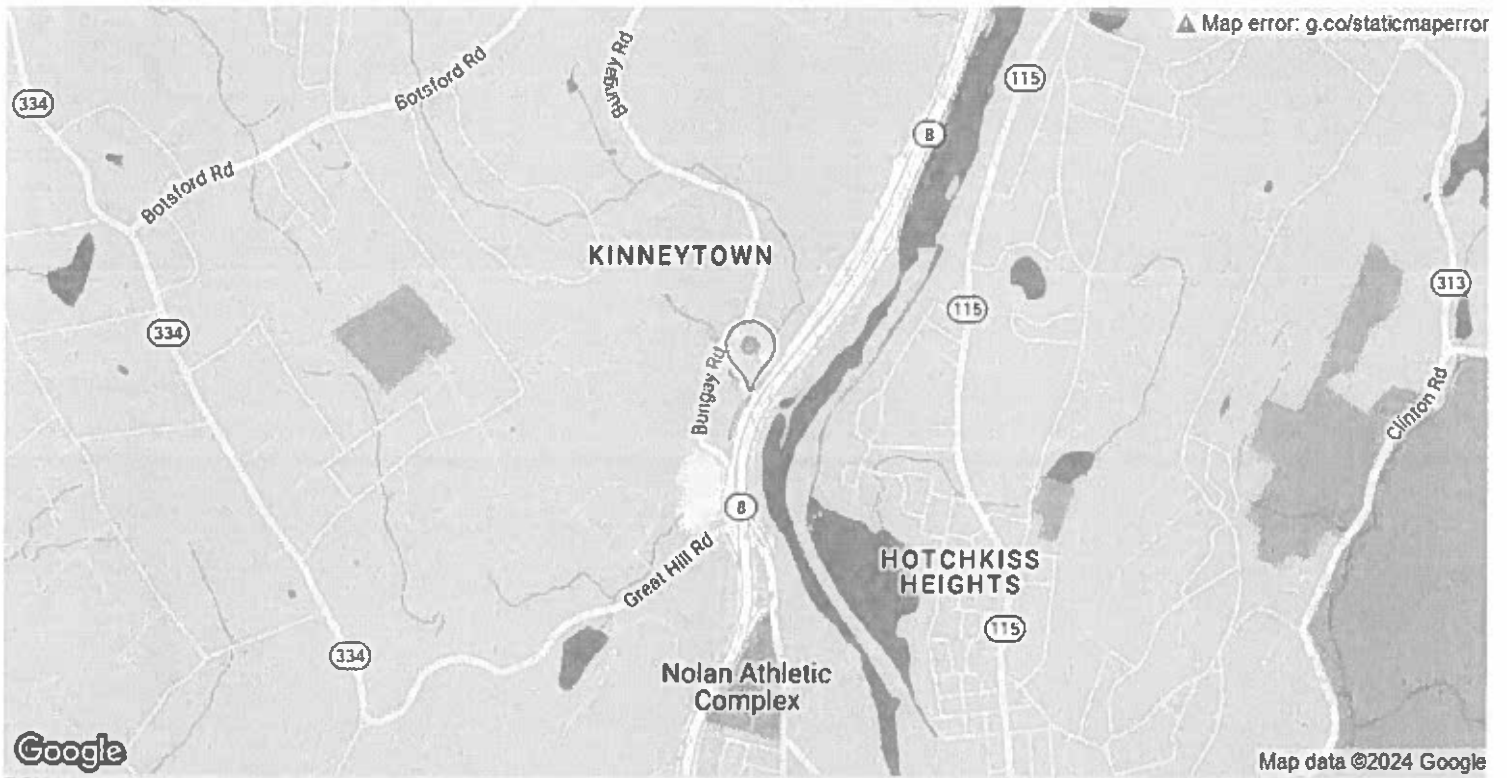 Map error: g.co/staticmaperror
334
Botsford Rd
Bungay Rd
115
8
Botsford Rd
KINNEYTOWN
334
115
313
Bungay Rd
Clinton Rd
8
Great Hill Rd
HOTCHKISS
HEIGHTS
334
115
Nolan Athletic
Complex
Google
Map data ©2024 Google